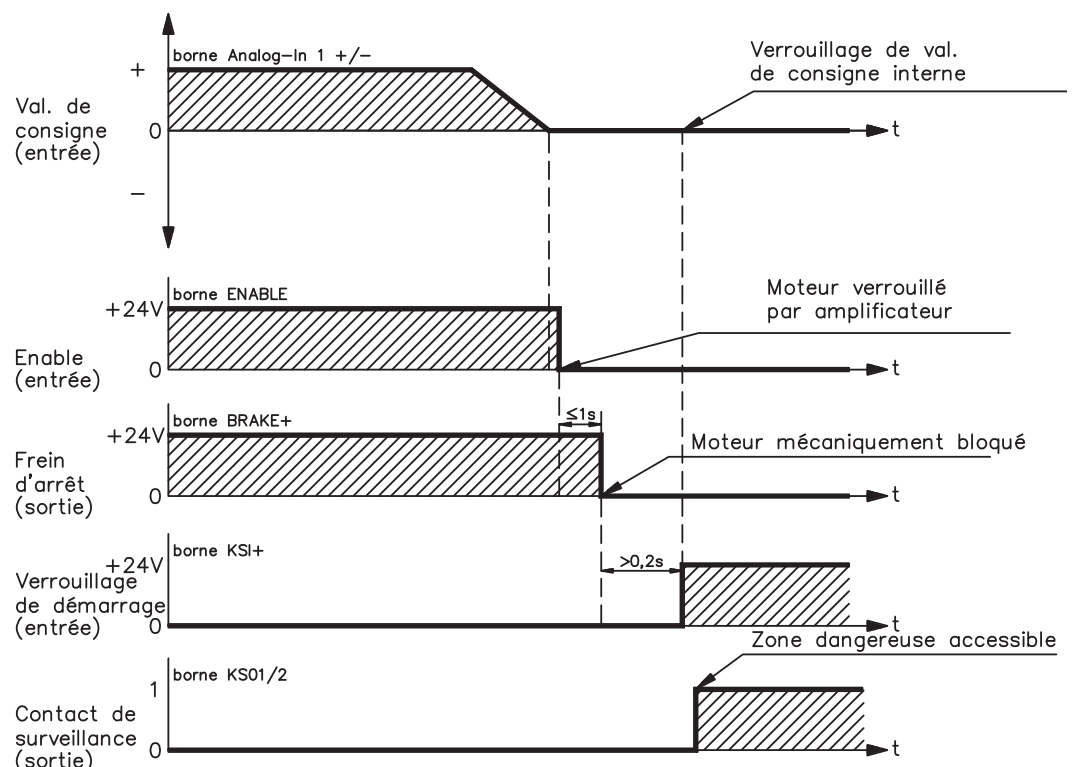 borne Analog-In 1 +/-
Verrouillage de val.
de consigne interne
+
Val. de
consigne
(entrée)
0
t
-
borne ENABLE
+24V
Moteur verrouillé
par amplificateur
Enable
(entrée)
0
t
borne BRAKE+
≤1s
+24V
Moteur mécaniquement bloqué
Frein
d'arrêt
(sortie)
0
t
borne KSI+
+24V
>0,2s
Verrouillage
de démarrage
(entrée)
0
t
Zone dangereuse accessible
borne KS01/2
1
Contact de
surveillance
(sortie)
0
t